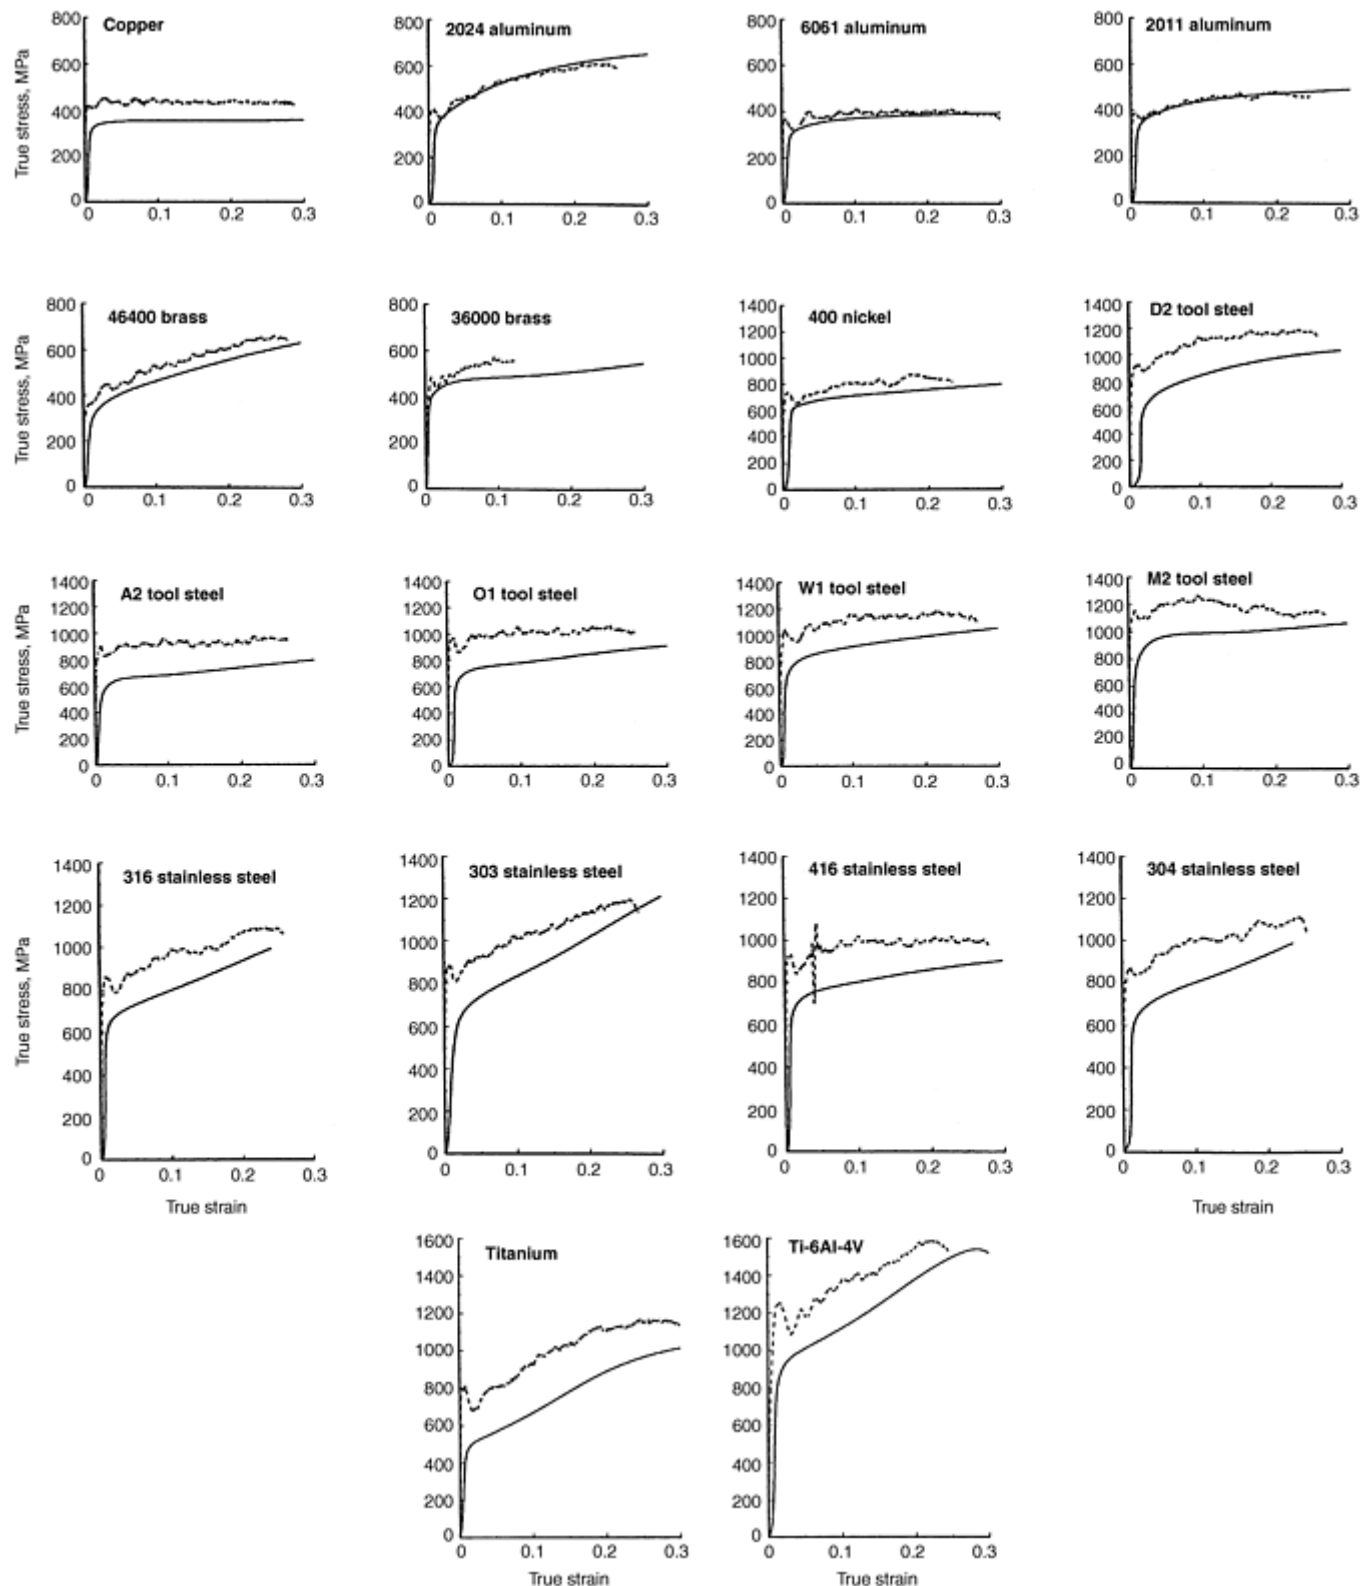 Copper
True stress, MPa
800
600
400
200
0
0 0.1 0.2 0.3
2024 aluminum
800
600
400
200
0
0 0.1 0.2 0.3
6061 aluminum
800
600
400
200
0
0 0.1 0.2 0.3
2011 aluminum
800
600
400
200
0
0 0.1 0.2 0.3
46400 brass
True stress, MPa
800
600
400
200
0
0 0.1 0.2 0.3
36000 brass
800
600
400
200
0
0 0.1 0.2 0.3
400 nickel
1400
1200
1000
800
600
400
200
0
0 0.1 0.2 0.3
D2 tool steel
1400
1200
1000
800
600
400
200
0
0 0.1 0.2 0.3
A2 tool steel
True stress, MPa
1400
1200
1000
800
600
400
200
0
0 0.1 0.2 0.3
O1 tool steel
1400
1200
1000
800
600
400
200
0
0 0.1 0.2 0.3
W1 tool steel
1400
1200
1000
800
600
400
200
0
0 0.1 0.2 0.3
M2 tool steel
1400
1200
1000
800
600
400
200
0
0 0.1 0.2 0.3
316 stainless steel
True stress, MPa
1400
1200
1000
800
600
400
200
0
0 0.1 0.2 0.3
True strain
303 stainless steel
1400
1200
1000
800
600
400
200
0
0 0.1 0.2 0.3
416 stainless steel
1400
1200
1000
800
600
400
200
0
0 0.1 0.2 0.3
304 stainless steel
1400
1200
1000
800
600
400
200
0
0 0.1 0.2 0.3
True strain
Titanium
1600
1400
1200
1000
800
600
400
200
0
0 0.1 0.2 0.3
True strain
Ti-6Al-4V
1600
1400
1200
1000
800
600
400
200
0
0 0.1 0.2 0.3
True strain